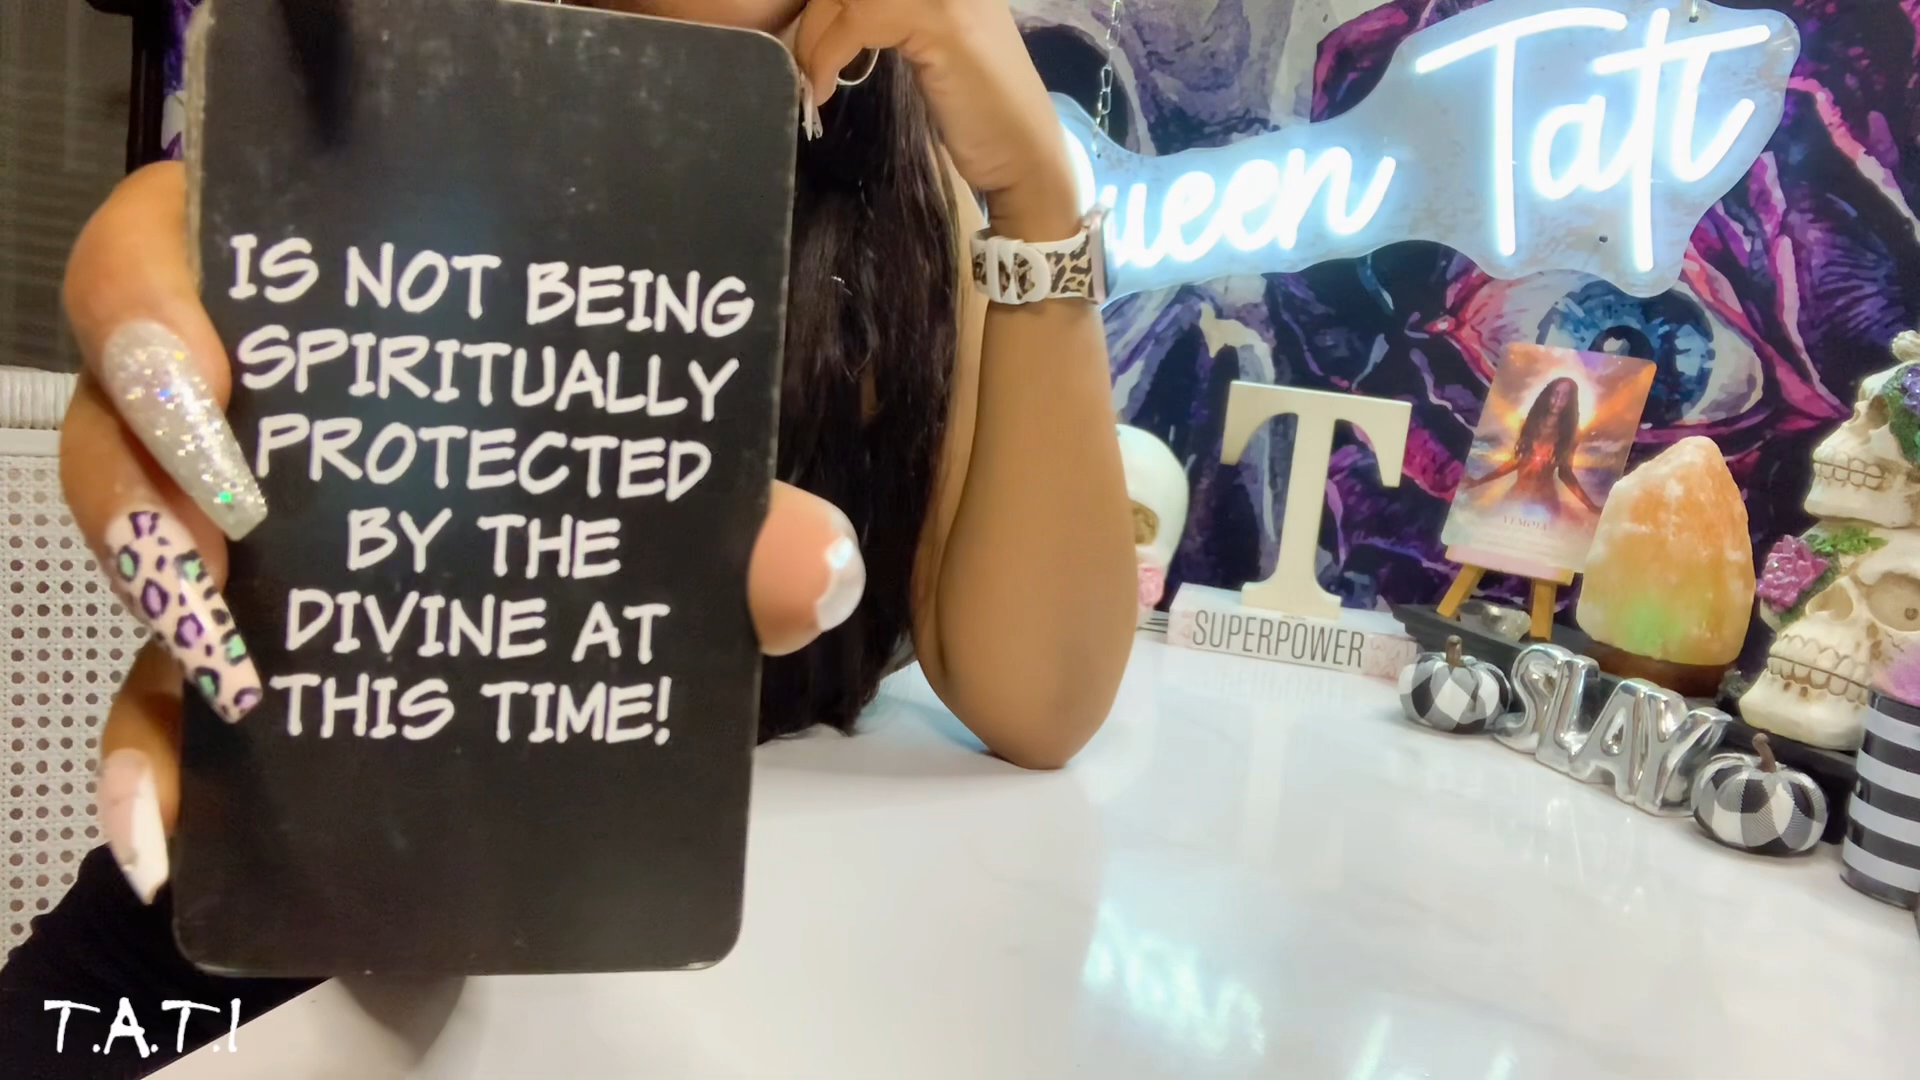 IS NOT BEING
SPIRITUALLY
PROTECTED
BY THE
DIVINE AT
THIS TIME!
Queen Tati
T
SUPERPOWER
SLAY
T.A.T.I